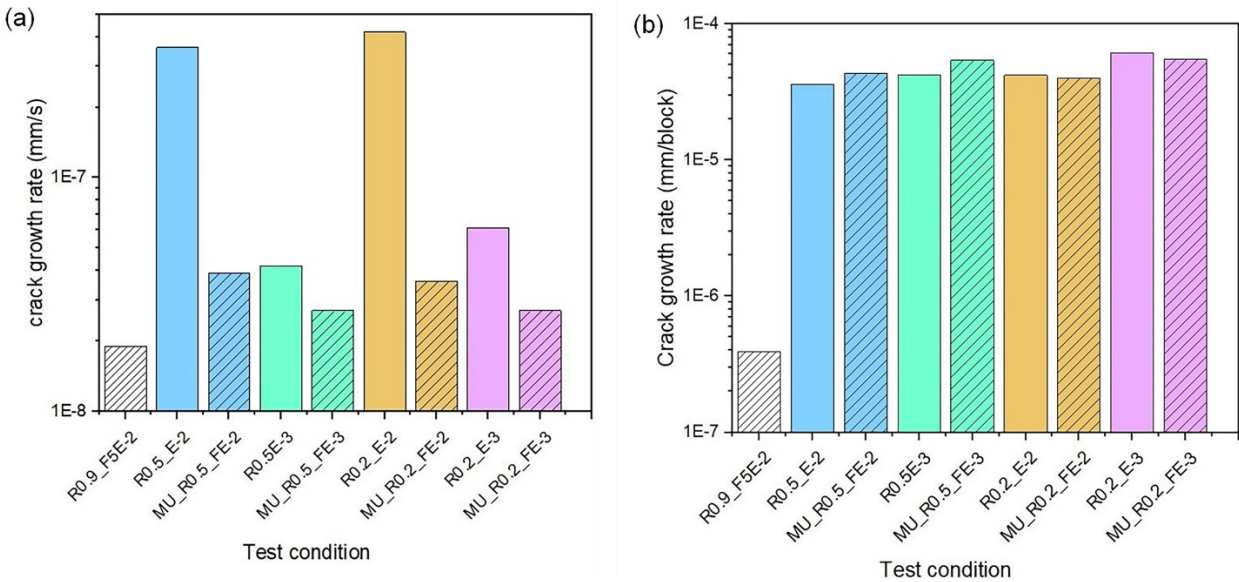 (a)
crack growth rate (mm/s)
1E-7
1E-8
R0.9_F5E-2
R0.5_E-2
MU_R0.5_FE-2
R0.5E-3
MU_R0.5_FE-3
R0.2_E-2
MU_R0.2_FE-2
R0.2_E-3
MU_R0.2_FE-3
Test condition
(b)
Crack growth rate (mm/block)
1E-4
1E-5
1E-6
1E-7
R0.9_F5E-2
R0.5_E-2
MU_R0.5_FE-2
R0.5E-3
MU_R0.5_FE-3
R0.2_E-2
MU_R0.2_FE-2
R0.2_E-3
MU_R0.2_FE-3
Test condition